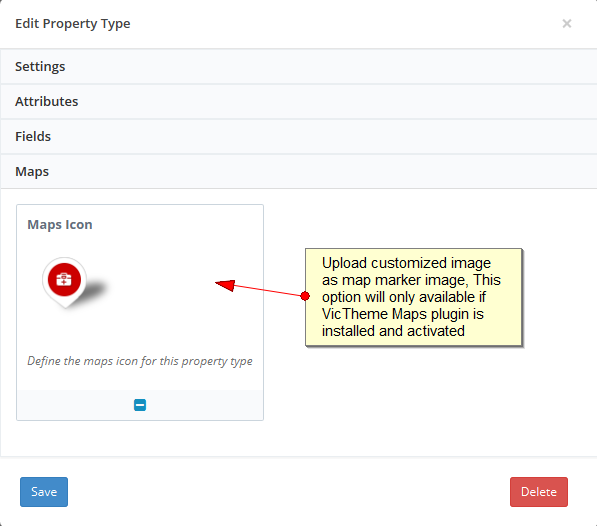 Edit Property Type
×
Settings
Attributes
Fields
Maps
Maps Icon
Define the maps icon for this property type
Upload customized image
as map marker image, This
option will only available if
VicTheme Maps plugin is
installed and activated
Save
Delete